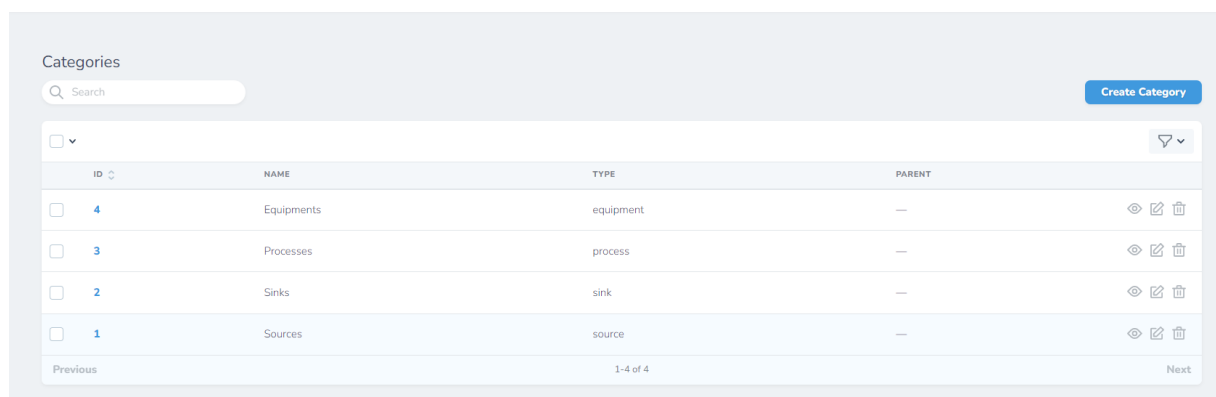 Categories
Search
Create Category
ID NAME TYPE PARENT
4 Equipments equipment —
3 Processes process —
2 Sinks sink —
1 Sources source —
Previous 1-4 of 4 Next